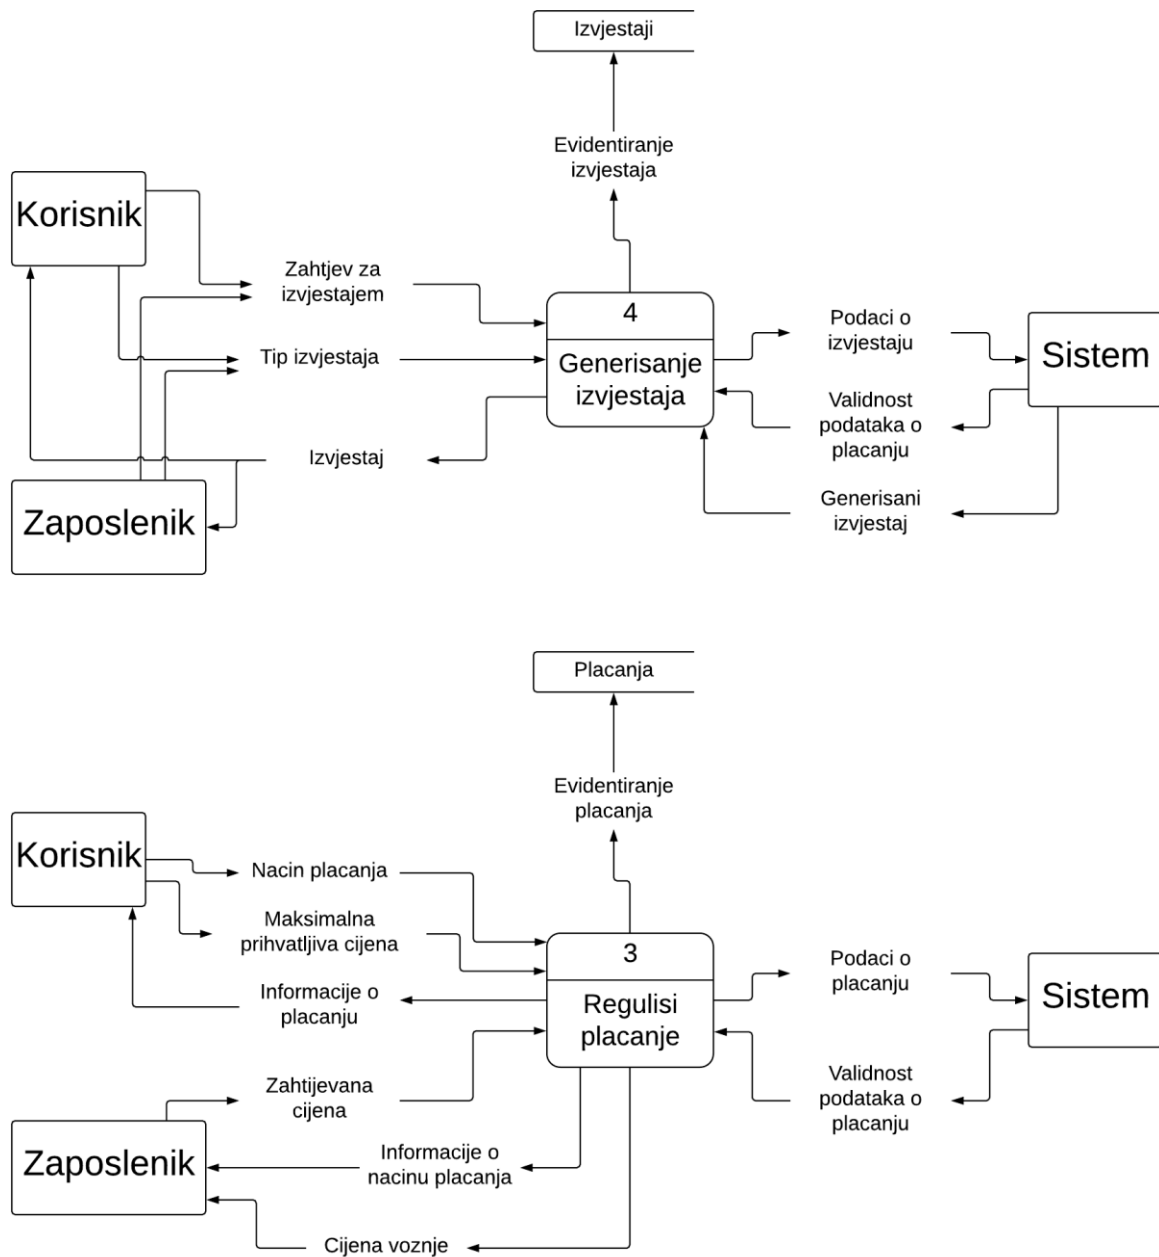 Izvjestaji
Evidentiranje
izvjestaja
Korisnik
Zahtjev za
izvjestajem
4
Podaci o
izvjestaju
Sistem
Tip izvjestaja
Generisanje
izvjestaja
Validnost
podataka o
placanju
Izvjestaj
Generisani
izvjestaj
Zaposlenik
Placanja
Evidentiranje
placanja
Korisnik
Nacin placanja
Maksimalna
prihvatljiva cijena
3
Podaci o
placanju
Sistem
Informacije o
placanju
Regulisi
placanje
Zahtijevana
cijena
Validnost
podataka o
placanju
Zaposlenik
Informacije o
nacinu placanja
Cijena voznje